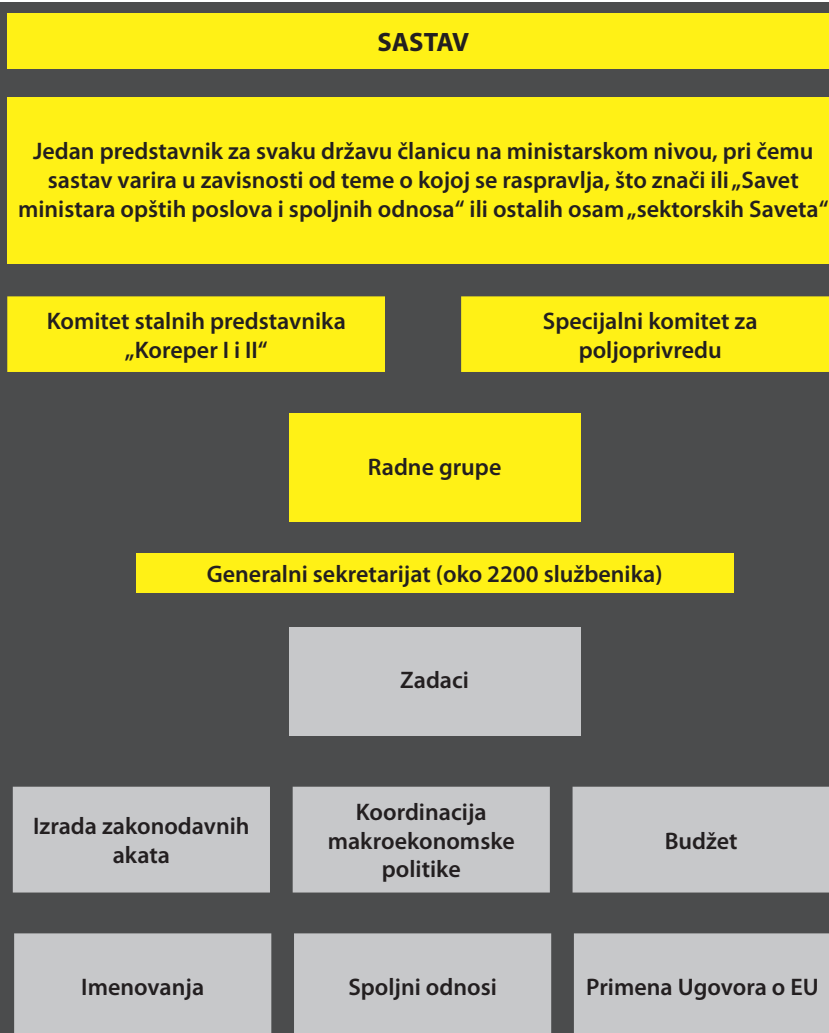 SASTAV
Jedan predstavnik za svaku državu članicu na ministarskom nivou, pri čemu
sastav varira u zavisnosti od teme o kojoj se raspravlja, što znači ili „Savet
ministara opštih poslova i spoljnih odnosa“ ili ostalih osam „sektorskih Saveta“
Komitet stalnih predstavnika
„Koreper I i II“
Specijalni komitet za
poljoprivredu
Radne grupe
Generalni sekretarijat (oko 2200 službenika)
Zadaci
Izrada zakonodavnih
akata
Koordinacija
makroekonomske
politike
Budžet
Imenovanja
Spoljni odnosi
Primena Ugovora o EU